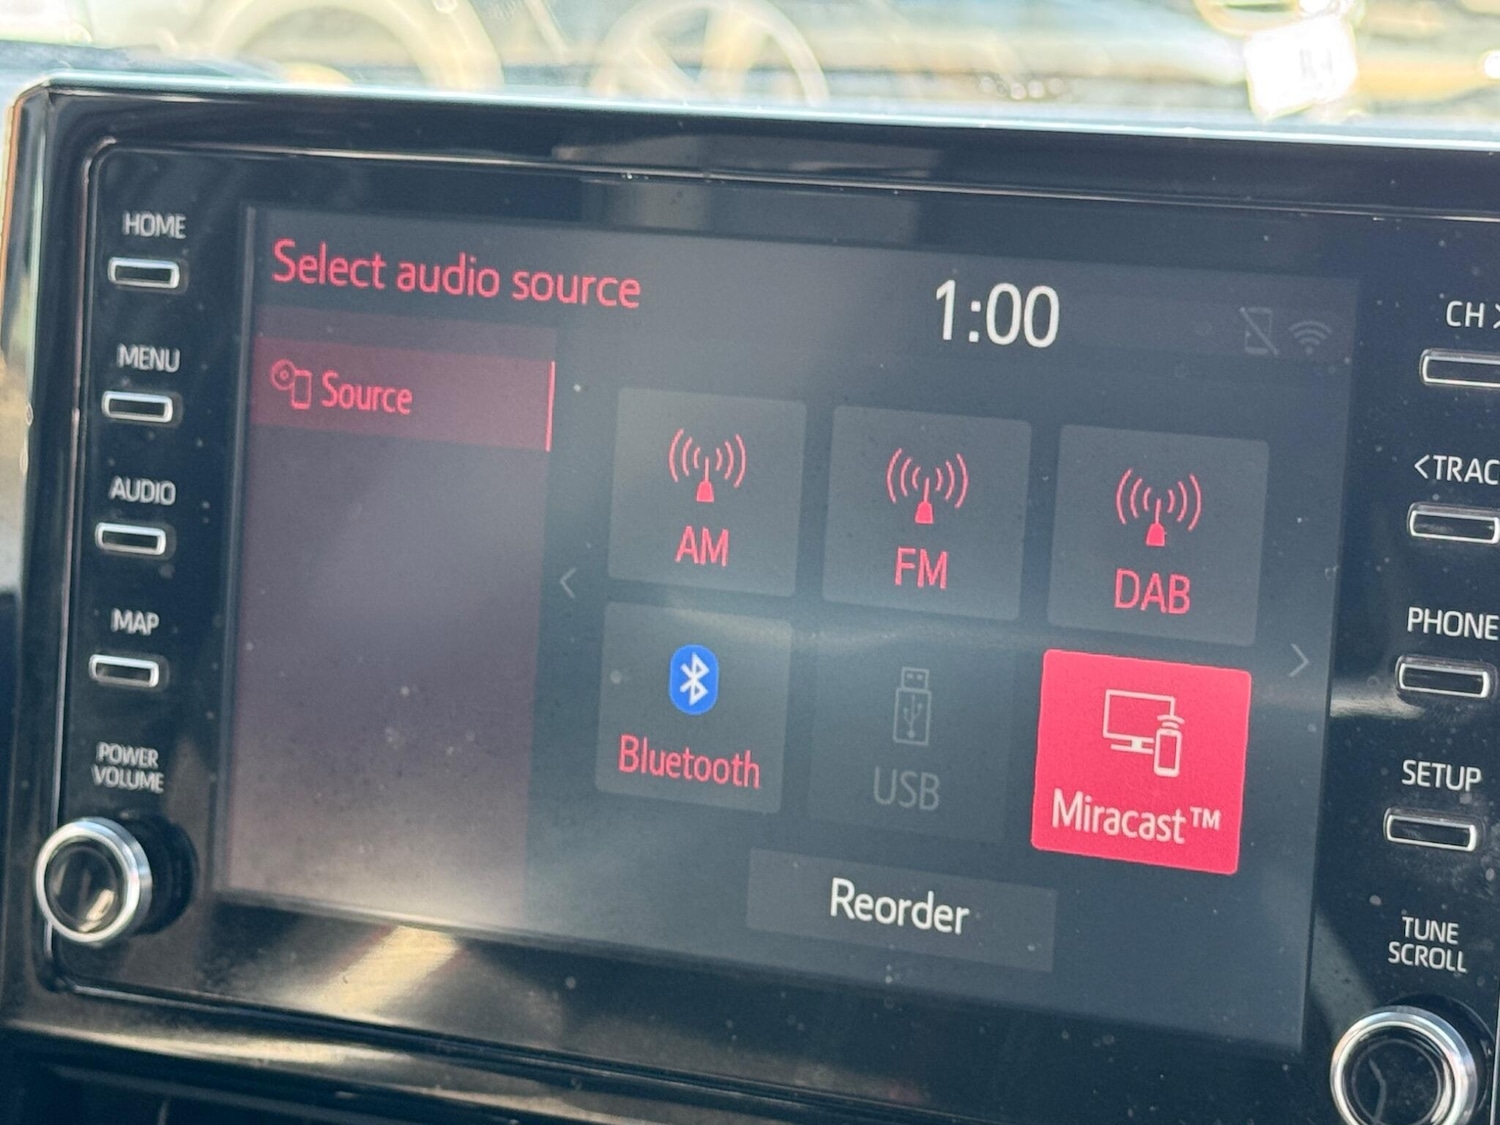 HOME
MENU
AUDIO
MAP
POWER
VOLUME
Select audio source
1:00
Source
AM
FM
DAB
Bluetooth
USB
Miracast™
Reorder
CH >
<TRAC
PHONE
SETUP
TUNE
SCROLL